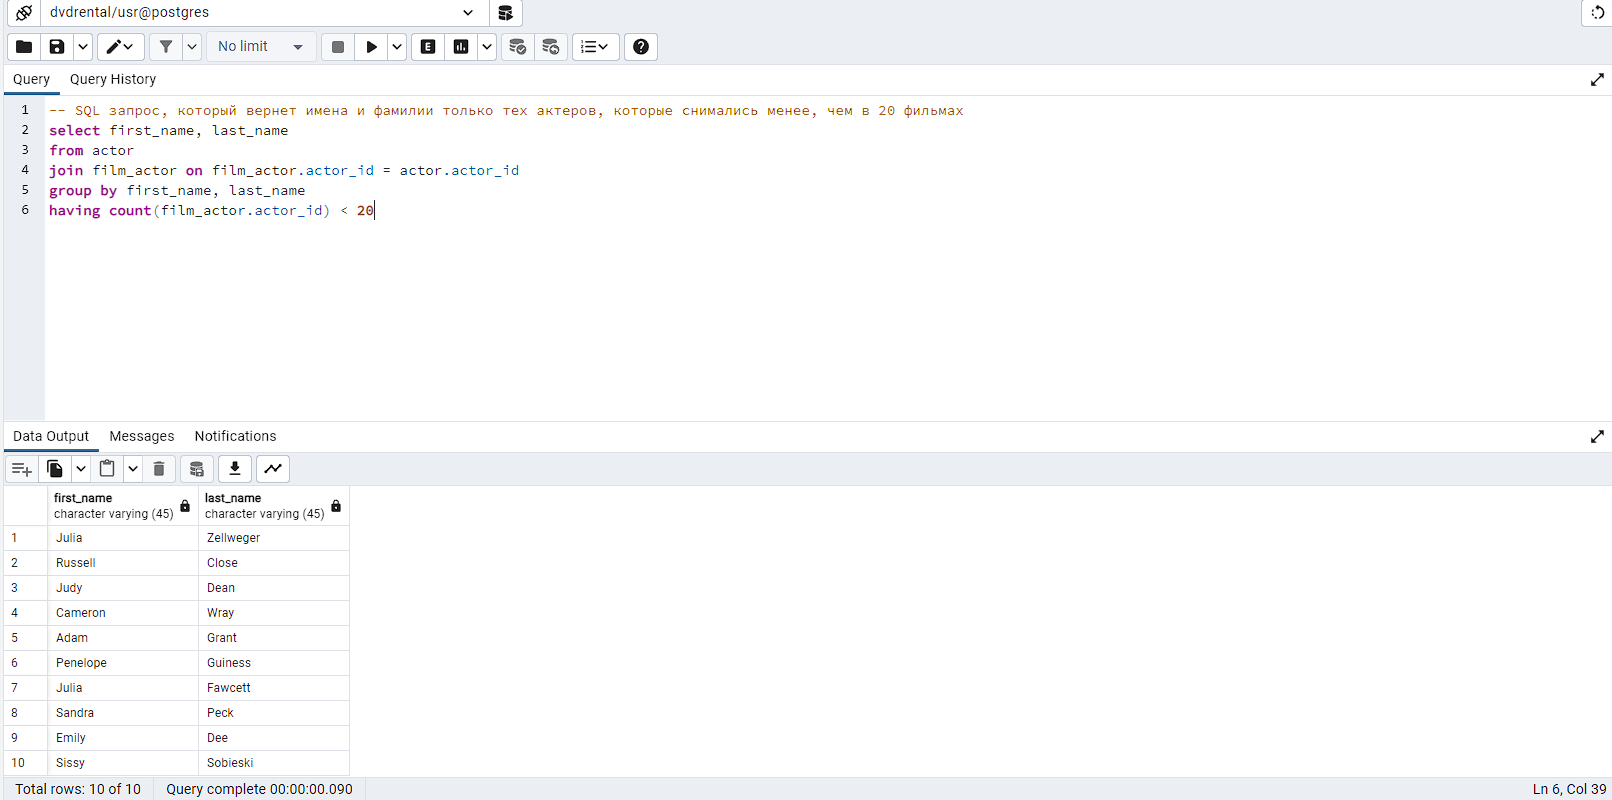 dvdrental/usr@postgres
No limit
E
Query Query History
1 -- SQL запрос, который вернет имена и фамилии только тех актеров, которые снимались менее, чем в 20 фильмах
2 select first_name, last_name
3 from actor
4 join film_actor on film_actor.actor_id = actor.actor_id
5 group by first_name, last_name
6 having count(film_actor.actor_id) < 20
Data Output Messages Notifications
first_name last_name
character varying (45) character varying (45)
1 Julia Zellweger
2 Russell Close
3 Judy Dean
4 Cameron Wray
5 Adam Grant
6 Penelope Guiness
7 Julia Fawcett
8 Sandra Peck
9 Emily Dee
10 Sissy Sobieski
Total rows: 10 of 10 Query complete 00:00:00.090 Ln 6, Col 39